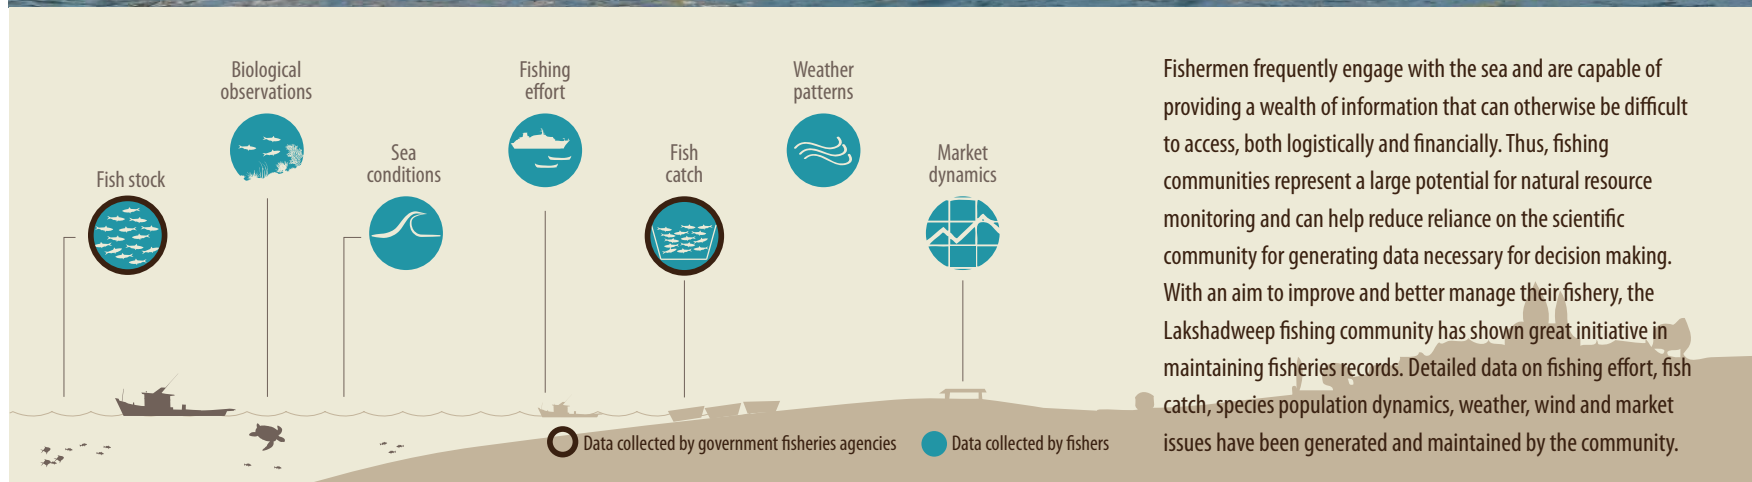 Biological
observations
Fishing
effort
Weather
patterns
Sea
conditions
Fish
catch
Market
dynamics
Fish stock
Data collected by government fisheries agencies
Data collected by fishers
Fishermen frequently engage with the sea and are capable of
providing a wealth of information that can otherwise be difficult
to access, both logistically and financially. Thus, fishing
communities represent a large potential for natural resource
monitoring and can help reduce reliance on the scientific
community for generating data necessary for decision making.
With an aim to improve and better manage their fishery, the
Lakshadweep fishing community has shown great initiative in
maintaining fisheries records. Detailed data on fishing effort, fish
catch, species population dynamics, weather, wind and market
issues have been generated and maintained by the community.